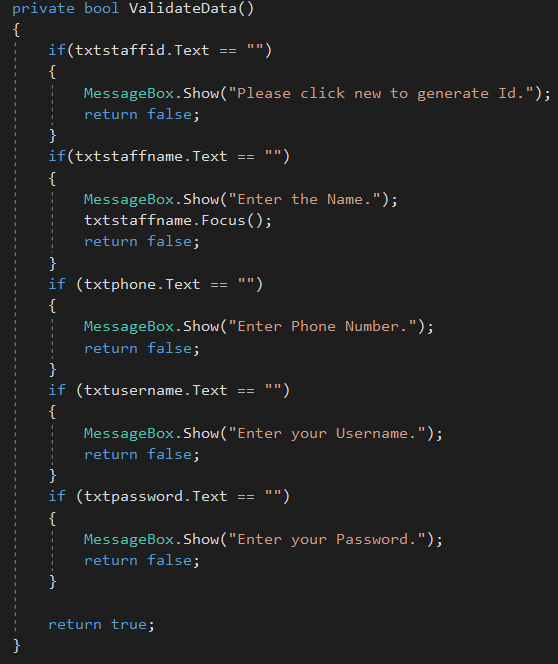 private bool ValidateData()
{
if(txtstaffid.Text == "")
{
MessageBox.Show("Please click new to generate Id.");
return false;
}
if(txtstaffname.Text == "")
{
MessageBox.Show("Enter the Name.");
txtstaffname.Focus();
return false;
}
if (txtphone.Text == "")
{
MessageBox.Show("Enter Phone Number.");
return false;
}
if (txtusername.Text == "")
{
MessageBox.Show("Enter your Username.");
return false;
}
if (txtpassword.Text == "")
{
MessageBox.Show("Enter your Password.");
return false;
}
return true;
}